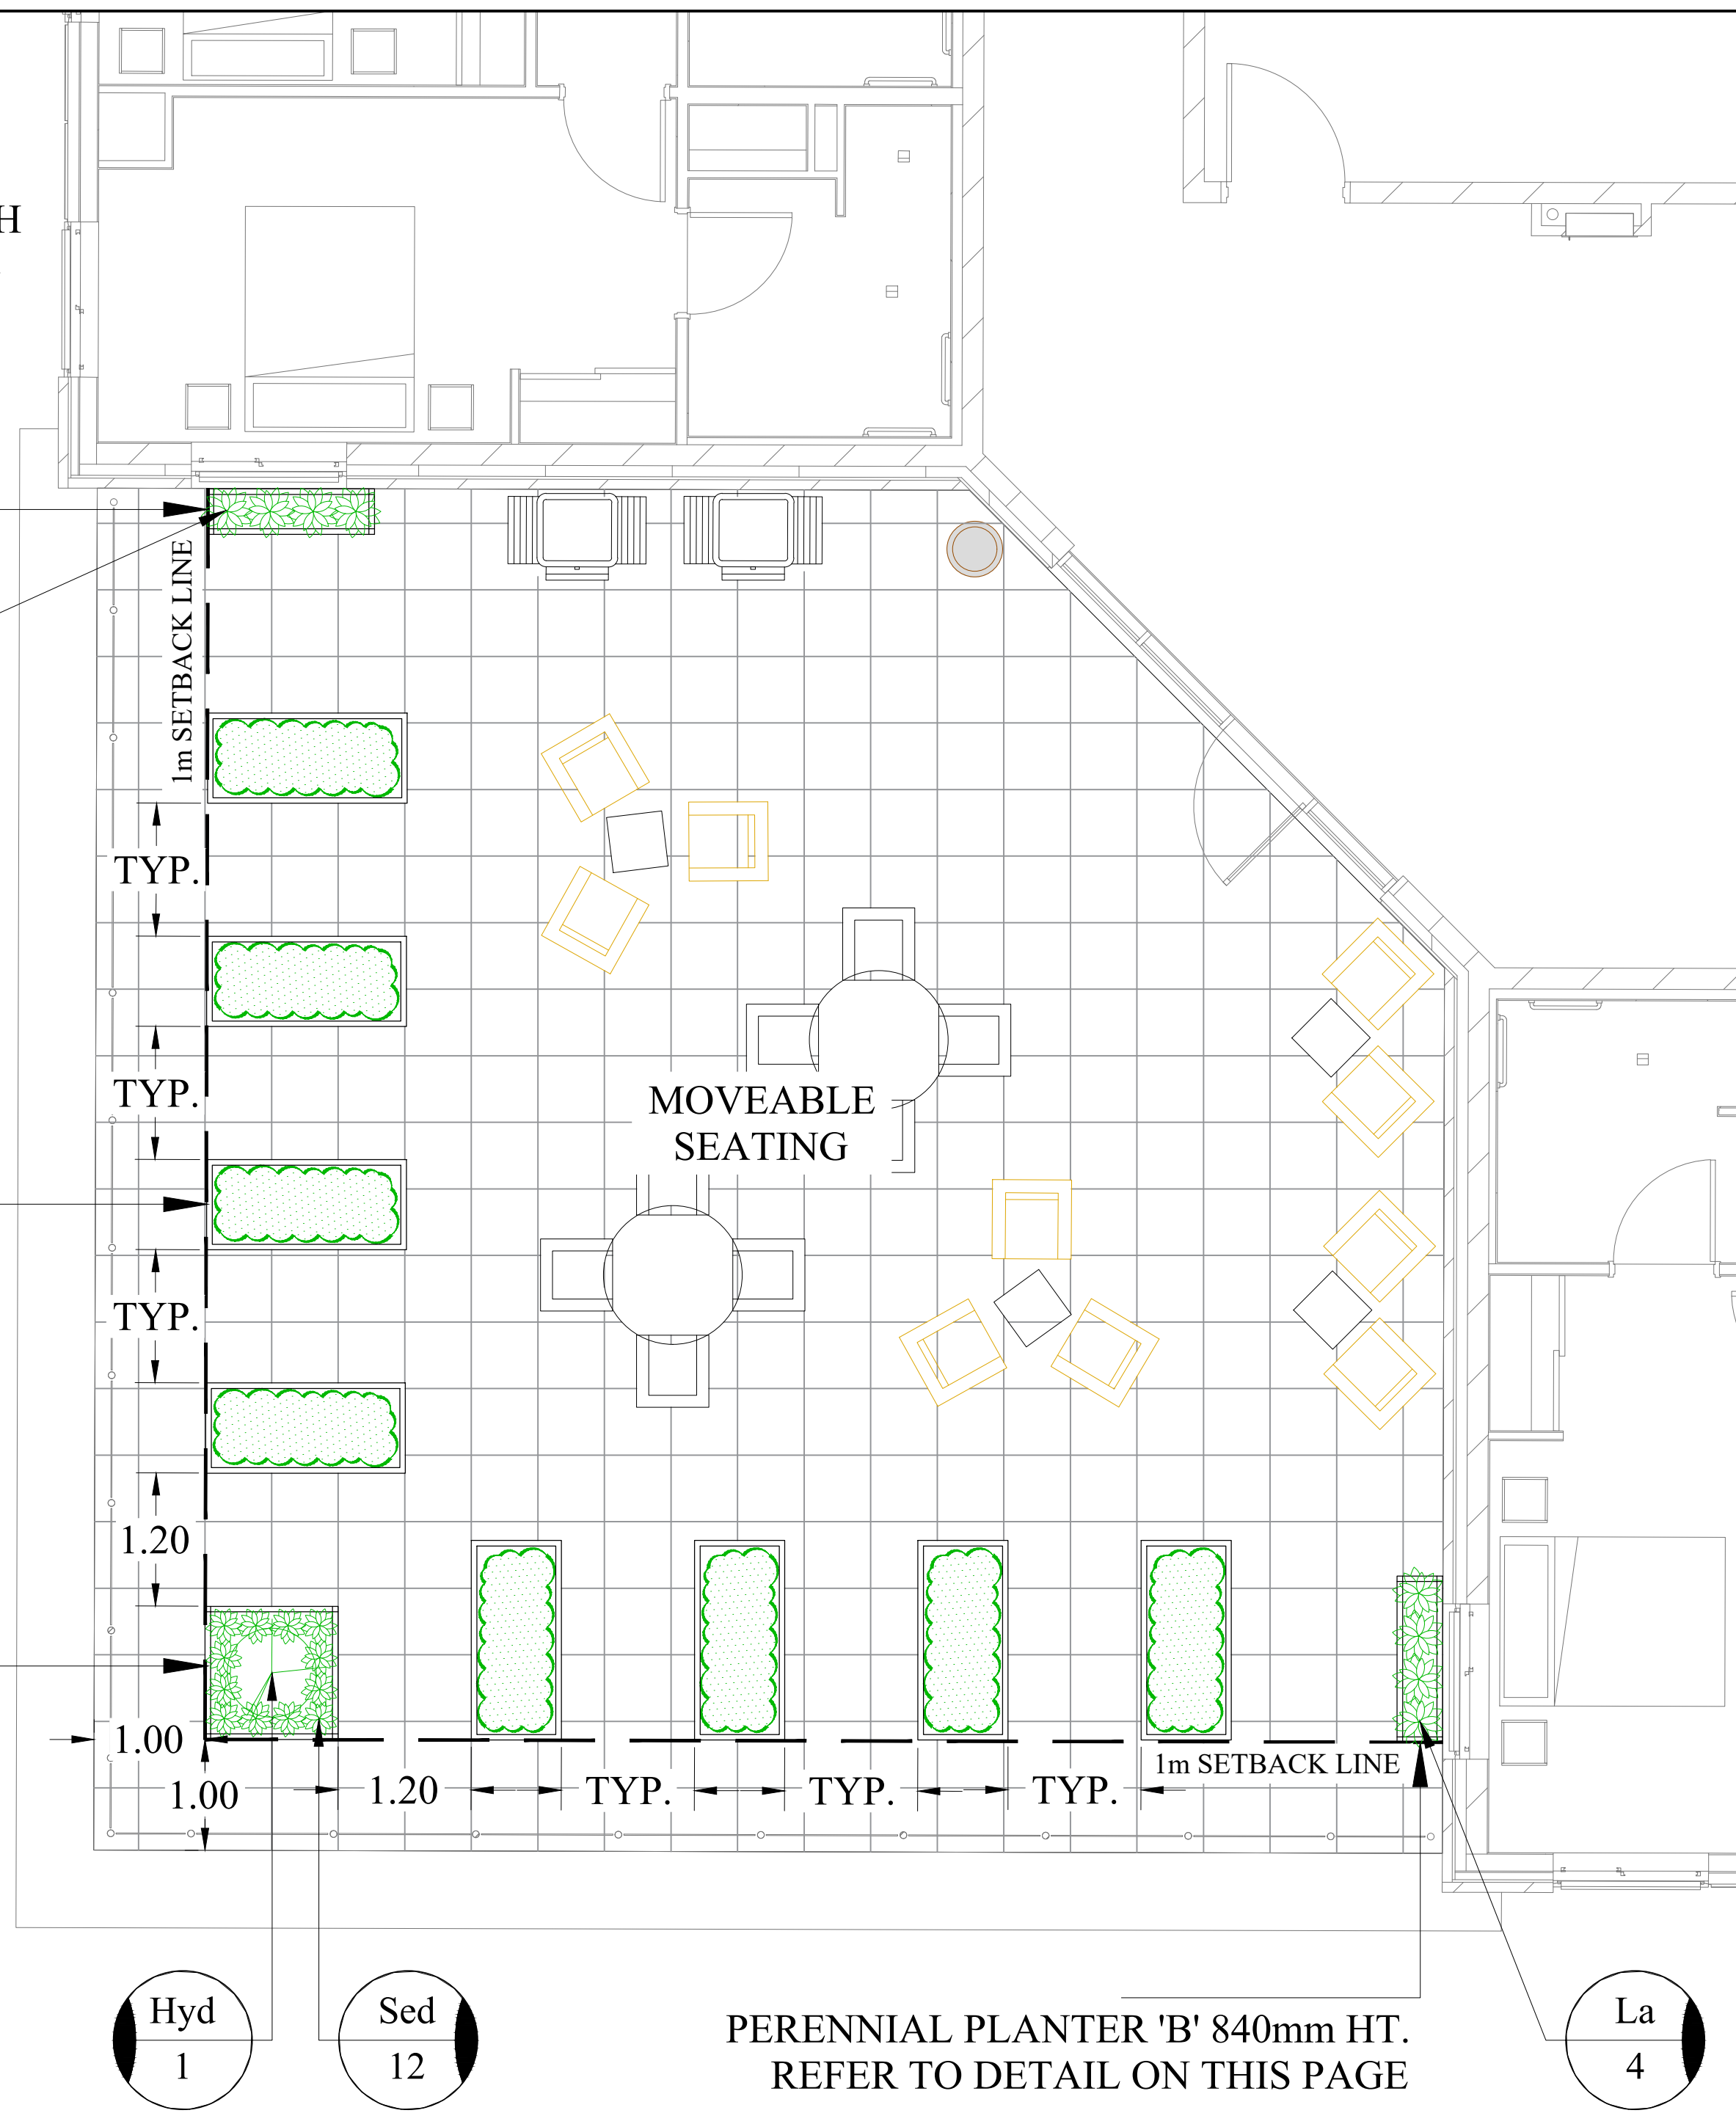 H
1m SETBACK LINE
TYP.
TYP.
MOVEABLE
SEATING
TYP.
1.20
1.00
1.00
1.20
TYP.
TYP.
TYP.
1m SETBACK LINE
Hyd
1
Sed
12
PERENNIAL PLANTER 'B' 840mm HT.
REFER TO DETAIL ON THIS PAGE
La
4